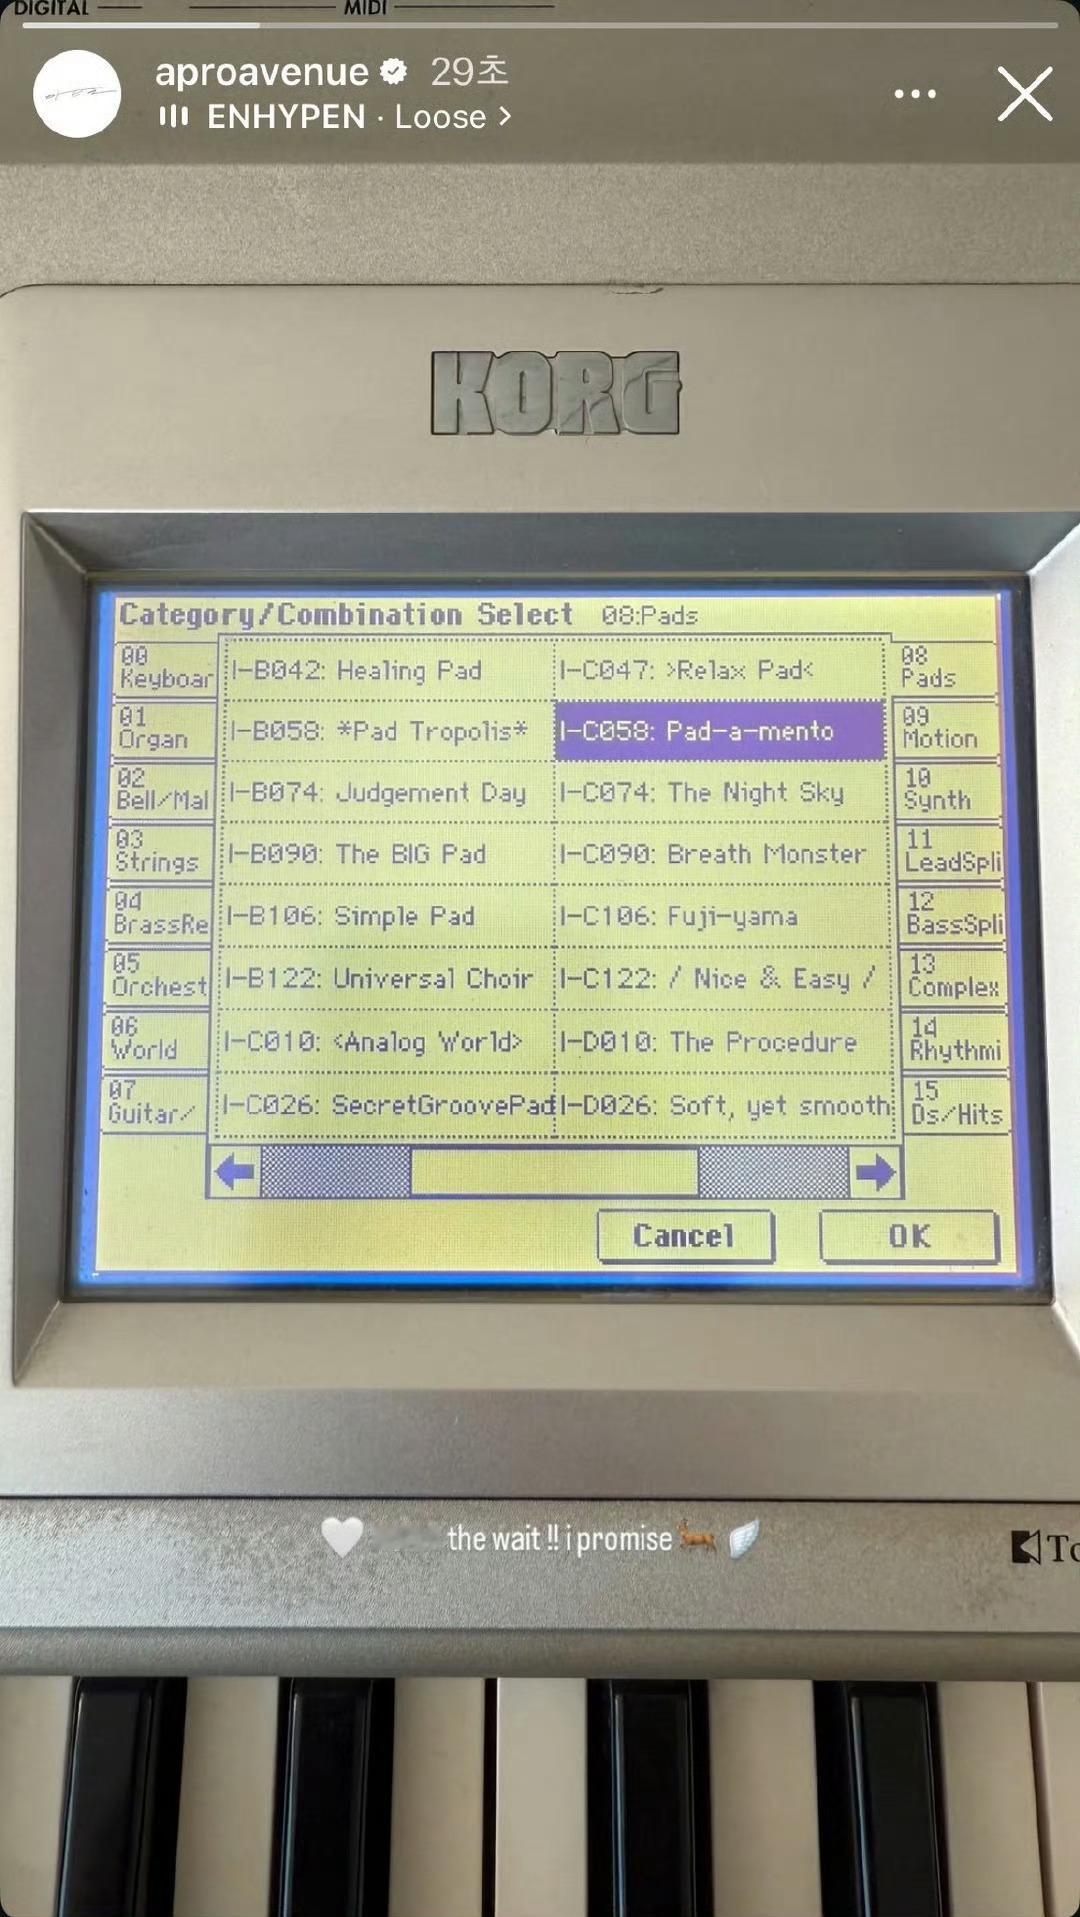 DIGITAL MIDI
aproavenue 29초
ENHYPEN · Loose >
KORG
Category/Combination Select 08:Pads
00 Keyboar
I-B042: Healing Pad
I-C047: >Relax Pad<
08 Pads
01 Organ
I-B058: *Pad Tropolis*
I-C058: Pad-a-mento
09 Motion
02 Bell/Mal
I-B074: Judgement Day
I-C074: The Night Sky
10 Synth
03 Strings
I-B090: The BIG Pad
I-C090: Breath Monster
11 LeadSpli
04 BrassRe
I-B106: Simple Pad
I-C106: Fuji-yama
12 BassSpli
05 Orchest
I-B122: Universal Choir
I-C122: / Nice & Easy /
13 Complex
06 World
I-C010: <Analog World>
I-D010: The Procedure
14 Rhythmi
07 Guitar/
I-C026: SecretGroovePad
I-D026: Soft, yet smooth
15 Ds/Hits
Cancel OK
the wait !! i promise
To